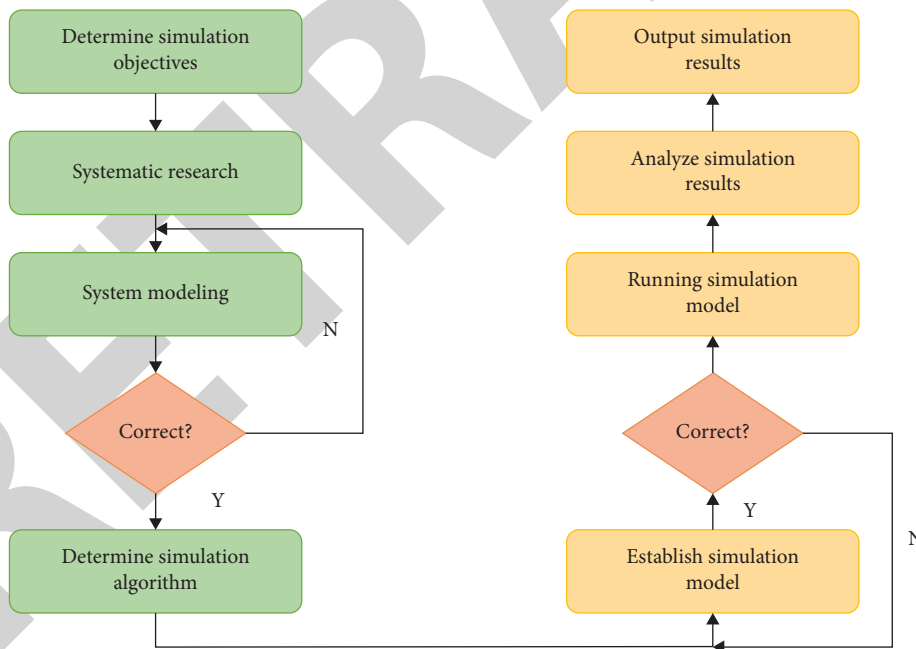 Determine simulation
objectives
Systematic research
System modeling
N
Correct?
Y
Determine simulation
algorithm
Output simulation
results
Analyze simulation
results
Running simulation
model
Correct?
Y
N
Establish simulation
model